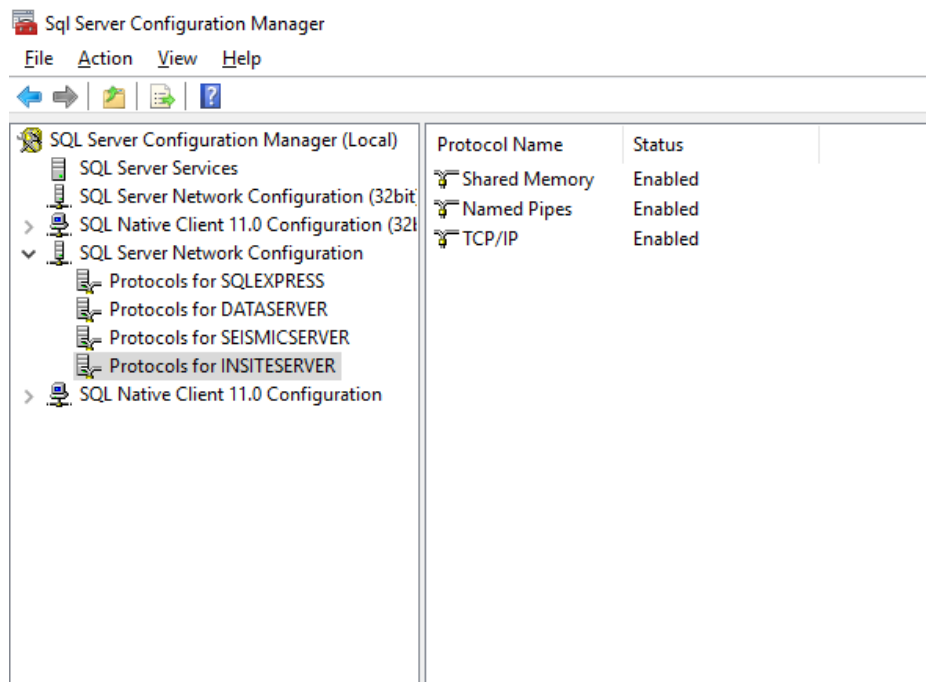 Sql Server Configuration Manager
File Action View Help
SQL Server Configuration Manager (Local)
SQL Server Services
SQL Server Network Configuration (32bit
SQL Native Client 11.0 Configuration (32b
SQL Server Network Configuration
Protocols for SQLEXPRESS
Protocols for DATASERVER
Protocols for SEISMICSERVER
Protocols for INSITESERVER
SQL Native Client 11.0 Configuration
Protocol Name Status
Shared Memory Enabled
Named Pipes Enabled
TCP/IP Enabled